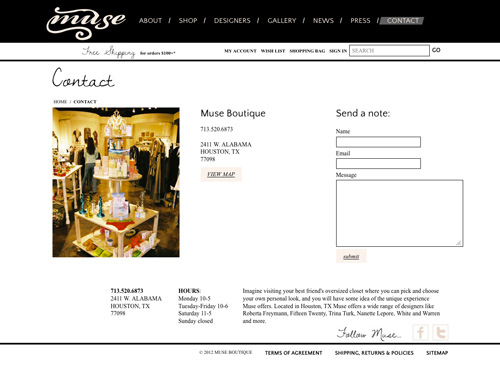 muse
ABOUT / SHOP / DESIGNERS / GALLERY / NEWS / PRESS / CONTACT
Free Shipping for orders $100+*
MY ACCOUNT WISH LIST SHOPPING BAG SIGN IN SEARCH GO
Contact
HOME / CONTACT
Muse Boutique
713.520.6873
2411 W. ALABAMA
HOUSTON, TX
77098
VIEW MAP
Send a note:
Name
Email
Message
submit
713.520.6873
2411 W. ALABAMA
HOUSTON, TX
77098
HOURS:
Monday 10-5
Tuesday-Friday 10-6
Saturday 11-5
Sunday closed
Imagine visiting your best friend's oversized closet where you can pick and choose
your own personal look, and you will have some idea of the unique experience
Muse offers. Located in Houston, TX Muse offers a wide range of designers like
Roberta Freymann, Fifteen Twenty, Trina Turk, Nanette Lepore, White and Warren
and more.
Follow Muse...
f t
© 2012 MUSE BOUTIQUE TERMS OF AGREEMENT SHIPPING, RETURNS & POLICIES SITEMAP